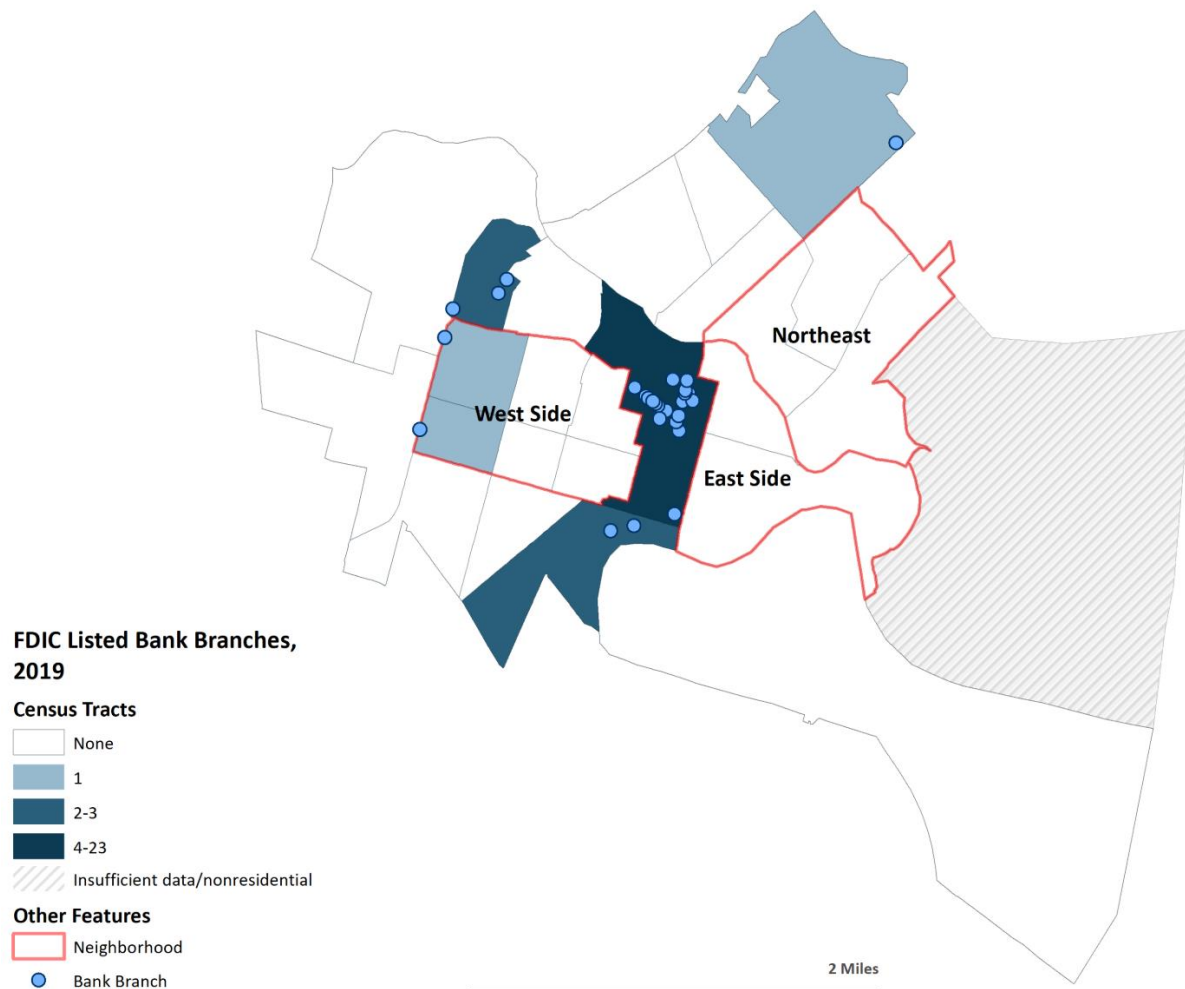 Northeast
West Side
East Side
FDIC Listed Bank Branches,
2019
Census Tracts
None
1
2-3
4-23
Insufficient data/nonresidential
Other Features
Neighborhood
Bank Branch
2 Miles